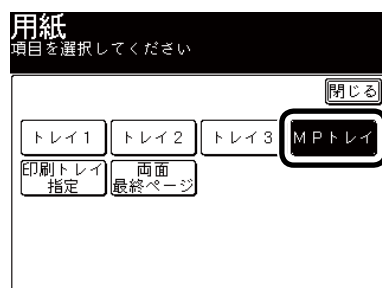 用紙
項目を選択してください
閉じる
トレイ1 トレイ2 トレイ3 MPトレイ
印刷トレイ 両面
指定 最終ページ